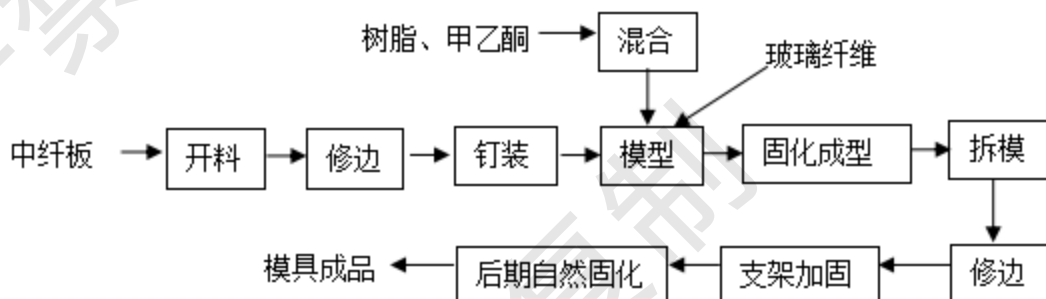 树脂、甲乙酮
混合
玻璃纤维
中纤板
开料
修边
钉装
模型
固化成型
拆模
模具成品
后期自然固化
支架加固
修边
复制